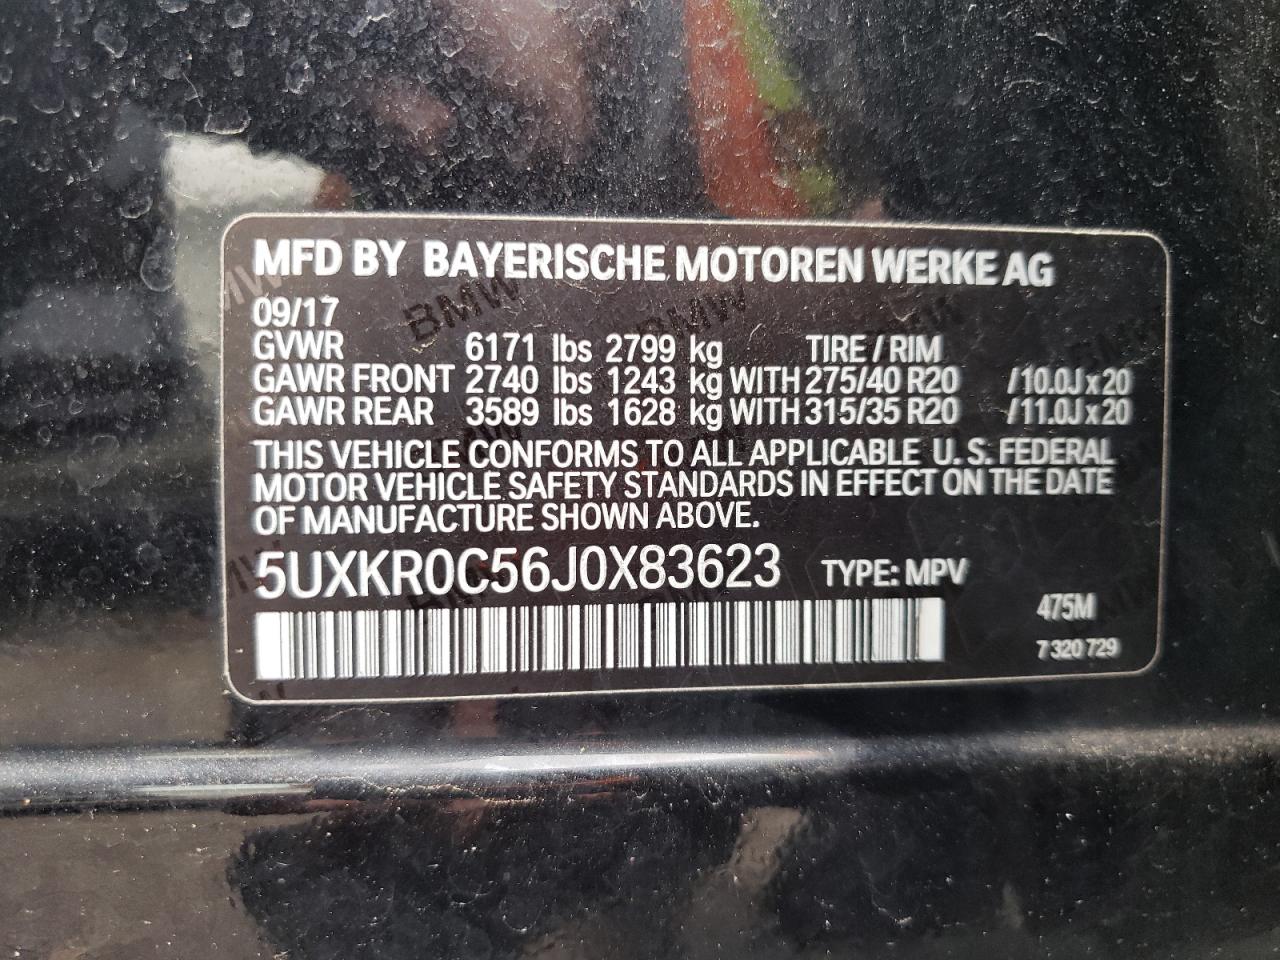 MFD BY BAYERISCHE MOTOREN WERKE AG
09/17
GVWR 6171 lbs 2799 kg TIRE / RIM
GAWR FRONT 2740 lbs 1243 kg WITH 275/40 R20 /10.0J x 20
GAWR REAR 3589 lbs 1628 kg WITH 315/35 R20 /11.0J x 20
THIS VEHICLE CONFORMS TO ALL APPLICABLE U. S. FEDERAL
MOTOR VEHICLE SAFETY STANDARDS IN EFFECT ON THE DATE
OF MANUFACTURE SHOWN ABOVE.
5UXKR0C56J0X83623 TYPE: MPV
475M
7 320 729
BMW
BMW